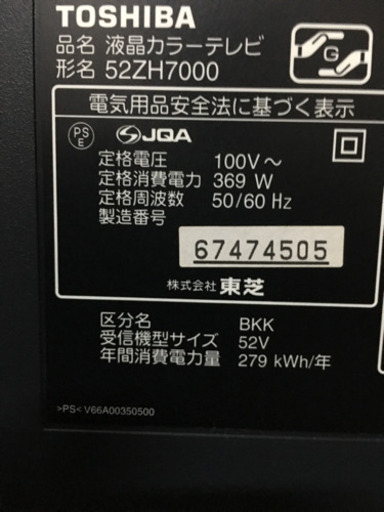 TOSHIBA
品名 液晶カラーテレビ
形名 52ZH7000
G
電気用品安全法に基づく表示
PS
E
JQA
定格電圧 100V～
定格消費電力 369 W
定格周波数 50/60 Hz
製造番号
67474505
株式会社 東芝
区分名 BKK
受信機型サイズ 52V
年間消費電力量 279 kWh/年
>PS< V66A00350500